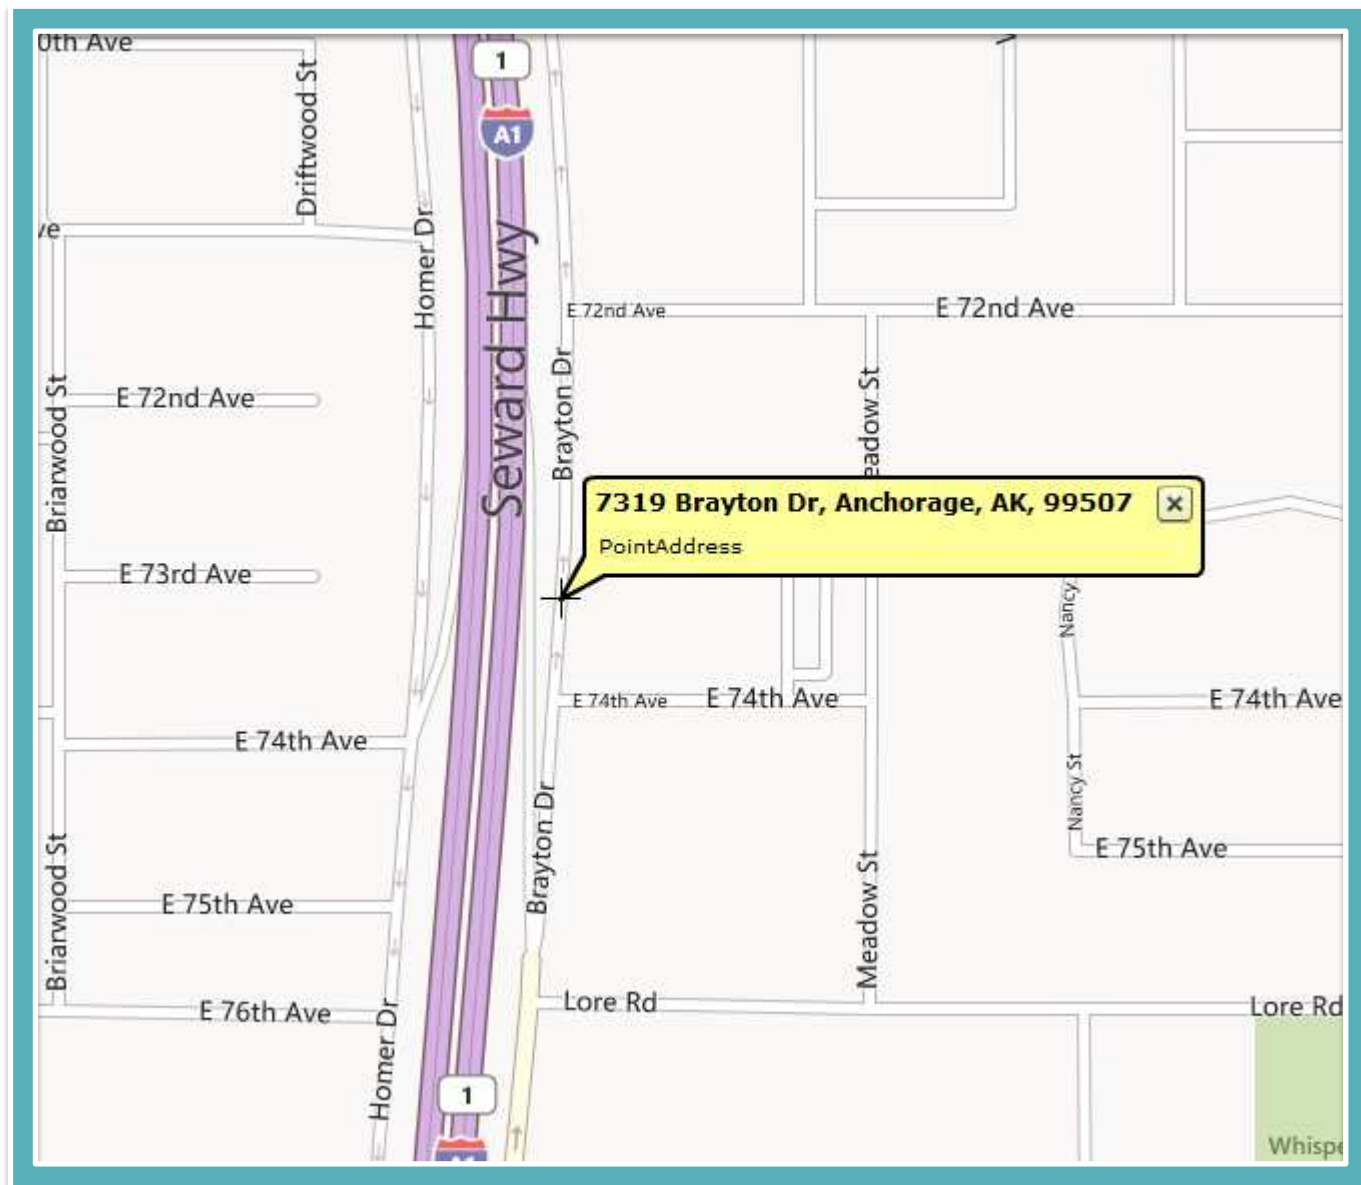 0th Ave
Driftwood St
1
A1
Homer Dr
Seward Hwy
E 72nd Ave
E 72nd Ave
Brayton Dr
E 72nd Ave
Briarwood St
eadow St
7319 Brayton Dr, Anchorage, AK, 99507
PointAddress
E 73rd Ave
Nancy
E 74th Ave
E 74th Ave
E 74th Ave
E 74th Ave
Nancy St
Brayton Dr
E 75th Ave
Briarwood St
Meadow St
E 75th Ave
Lore Rd
Lore Rd
E 76th Ave
Homer Dr
1
Whispe